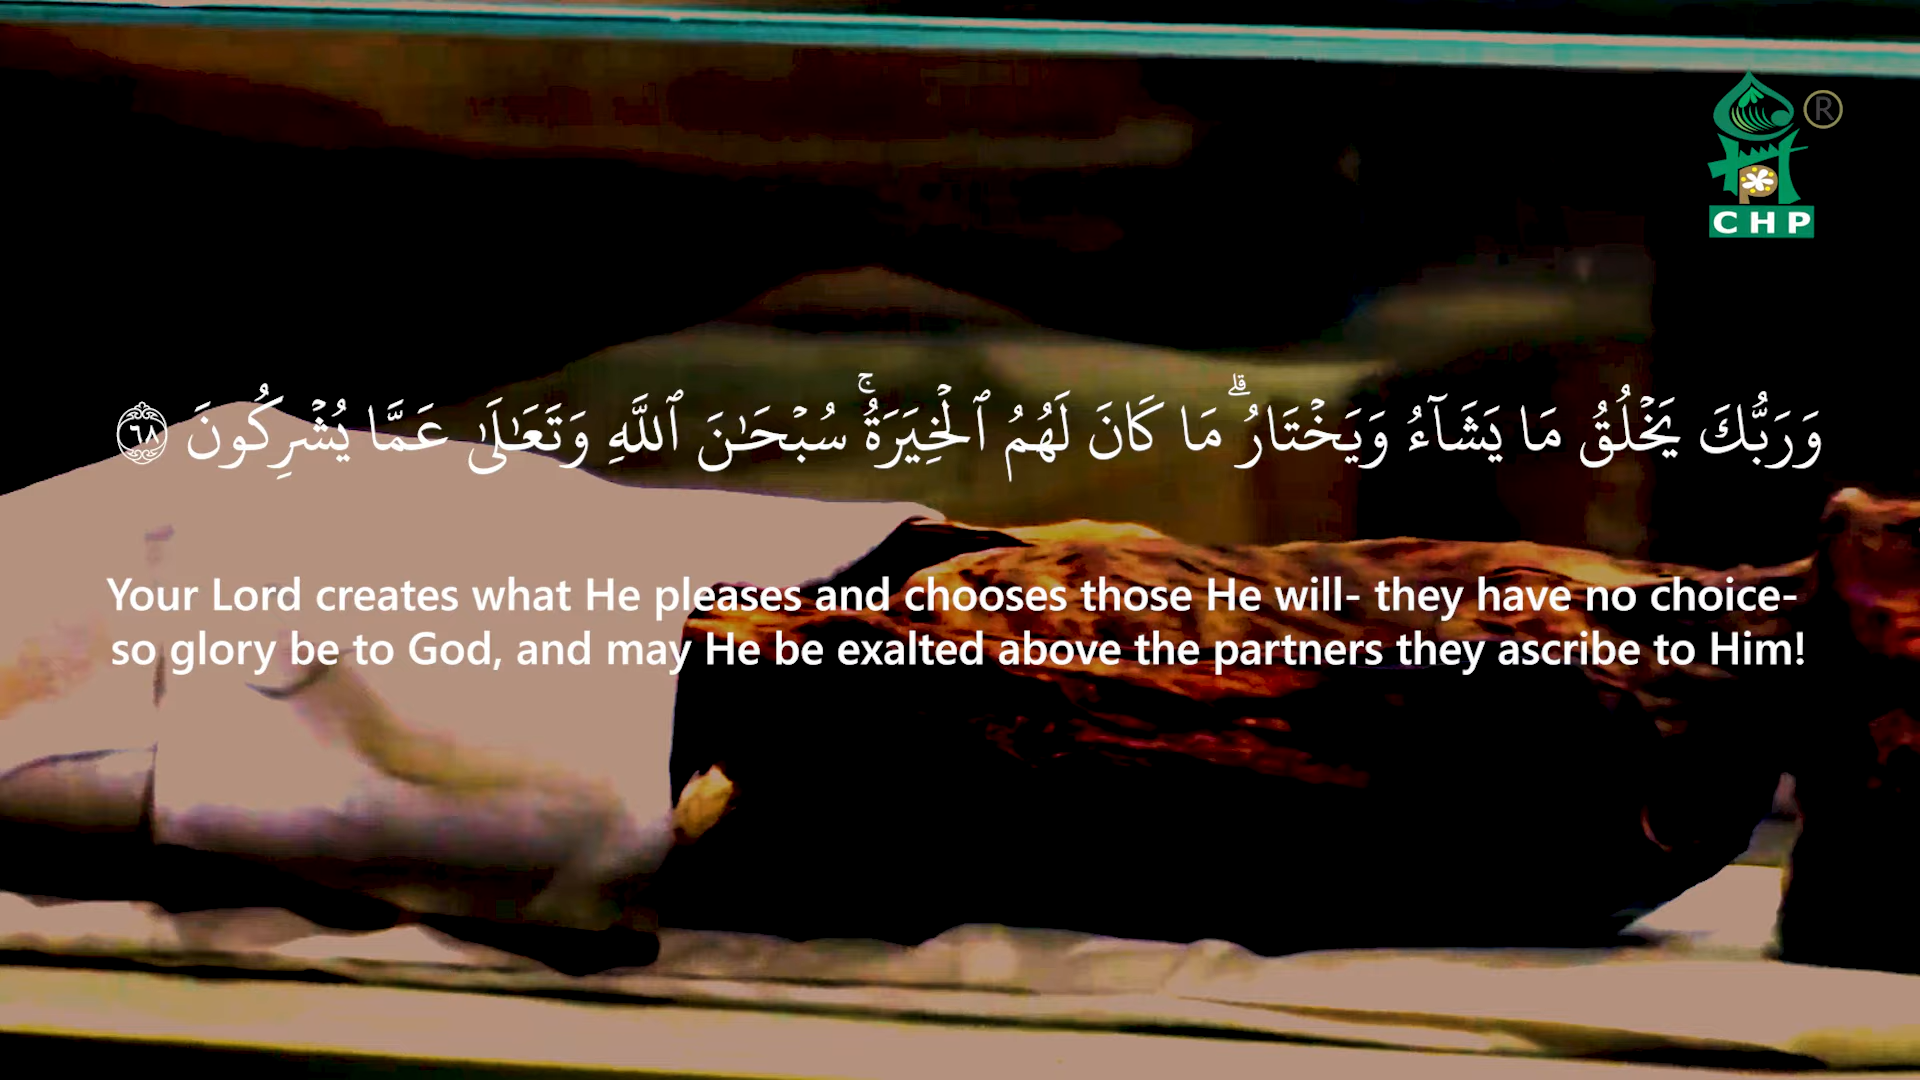 CHP
®
وَرَبُّكَ يَخْلُقُ مَا يَشَآءُ وَيَخْتَارُ ۗ مَا كَانَ لَهُمُ ٱلْخِيَرَةُ ۚ سُبْحَـٰنَ ٱللَّهِ وَتَعَـٰلَىٰ عَمَّا يُشْرِكُونَ ٦٨
Your Lord creates what He pleases and chooses those He will- they have no choice-
so glory be to God, and may He be exalted above the partners they ascribe to Him!